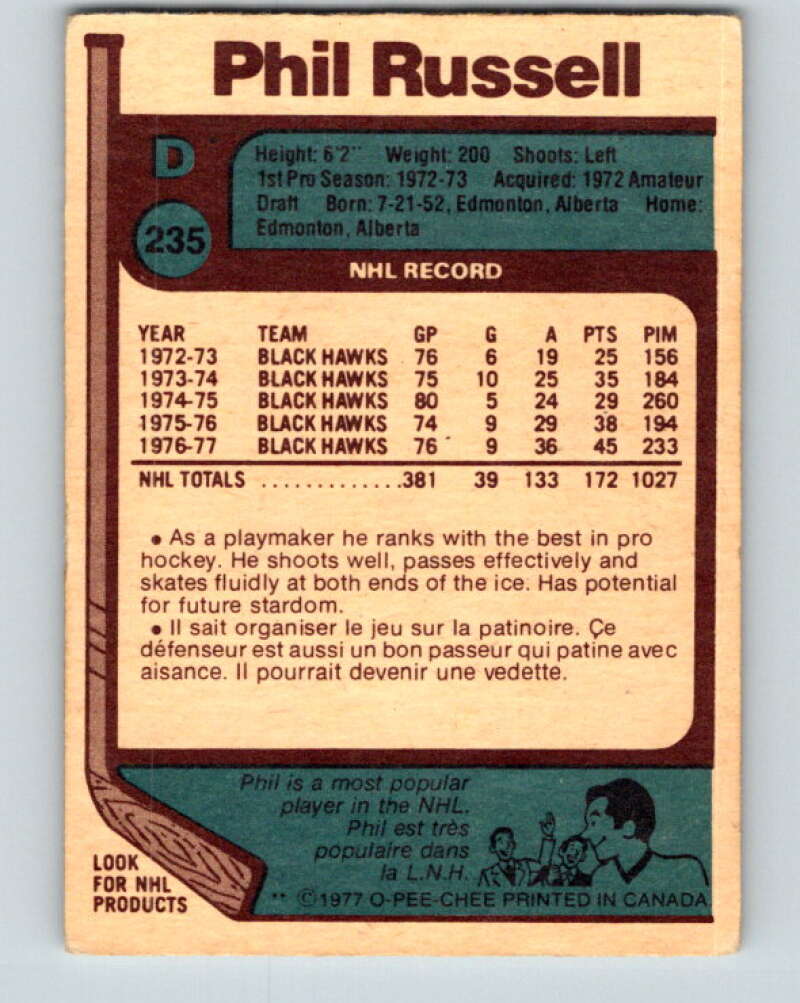 Phil Russell
D
Height: 6'2" Weight: 200 Shoots: Left
1st Pro Season: 1972-73 Acquired: 1972 Amateur
Draft Born: 7-21-52, Edmonton, Alberta Home:
Edmonton, Alberta
235
NHL RECORD
YEAR TEAM GP G A PTS PIM
1972-73 BLACK HAWKS 76 6 19 25 156
1973-74 BLACK HAWKS 75 10 25 35 184
1974-75 BLACK HAWKS 80 5 24 29 260
1975-76 BLACK HAWKS 74 9 29 38 194
1976-77 BLACK HAWKS 76 9 36 45 233
NHL TOTALS .............381 39 133 172 1027
• As a playmaker he ranks with the best in pro
hockey. He shoots well, passes effectively and
skates fluidly at both ends of the ice. Has potential
for future stardom.
• Il sait organiser le jeu sur la patinoire. Çe
défenseur est aussi un bon passeur qui patine avec
aisance. Il pourrait devenir une vedette.
Phil is a most popular
player in the NHL.
Phil est très
populaire dans
la L.N.H.
LOOK
FOR NHL
PRODUCTS
** ©1977 O-PEE-CHEE PRINTED IN CANADA